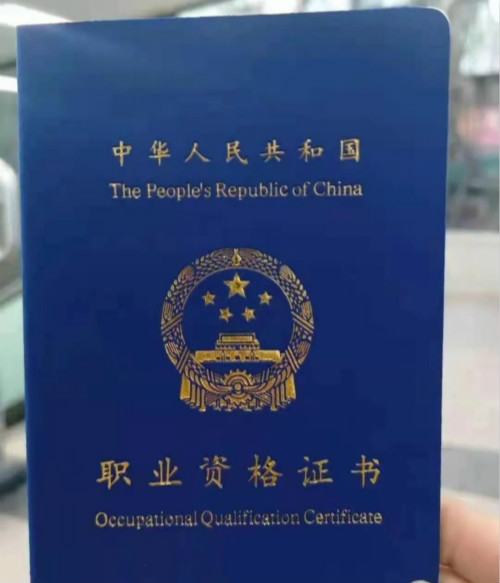 中华人民共和国
The People's Republic of China
职业资格证书
Occupational Qualification Certificate